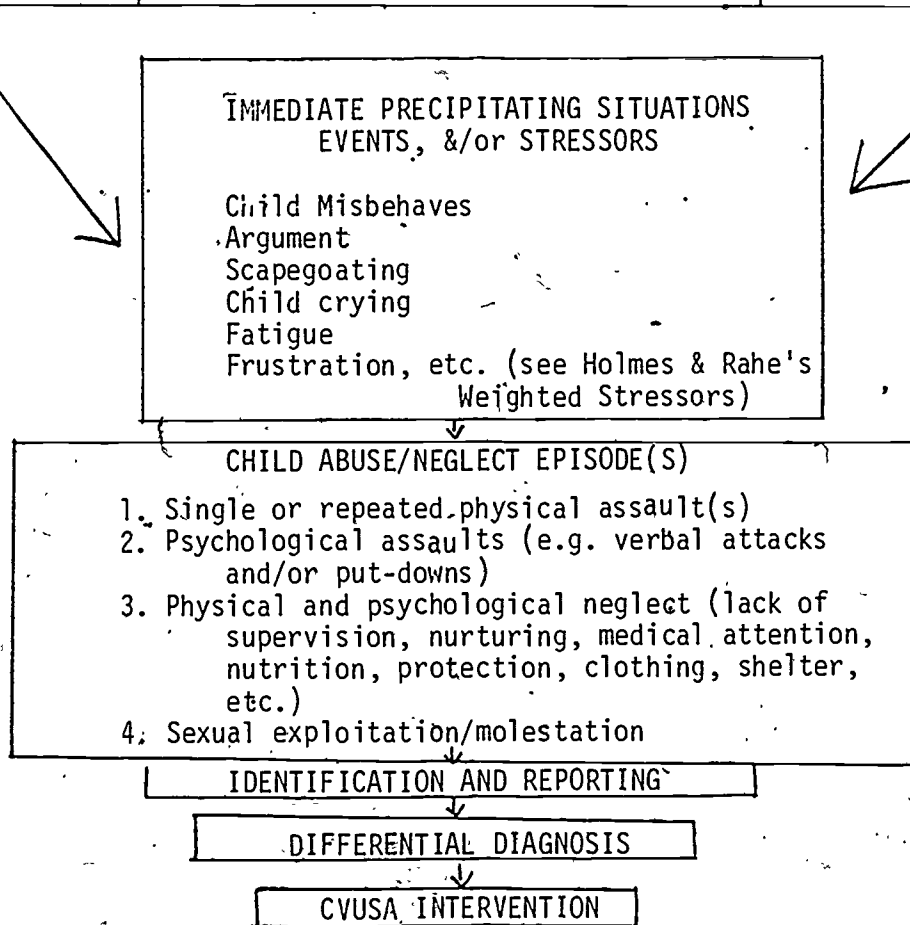 IMMEDIATE PRECIPITATING SITUATIONS
EVENTS, &/or STRESSORS
Child Misbehaves
Argument
Scapegoating
Child crying
Fatigue
Frustration, etc. (see Holmes & Rahe's
Weighted Stressors)
CHILD ABUSE/NEGLECT EPISODE(S)
1. Single or repeated physical assault(s)
2. Psychological assaults (e.g. verbal attacks
and/or put-downs)
3. Physical and psychological neglect (lack of
supervision, nurturing, medical attention,
nutrition, protection, clothing, shelter,
etc.)
4. Sexual exploitation/molestation
IDENTIFICATION AND REPORTING
DIFFERENTIAL DIAGNOSIS
CVUSA INTERVENTION